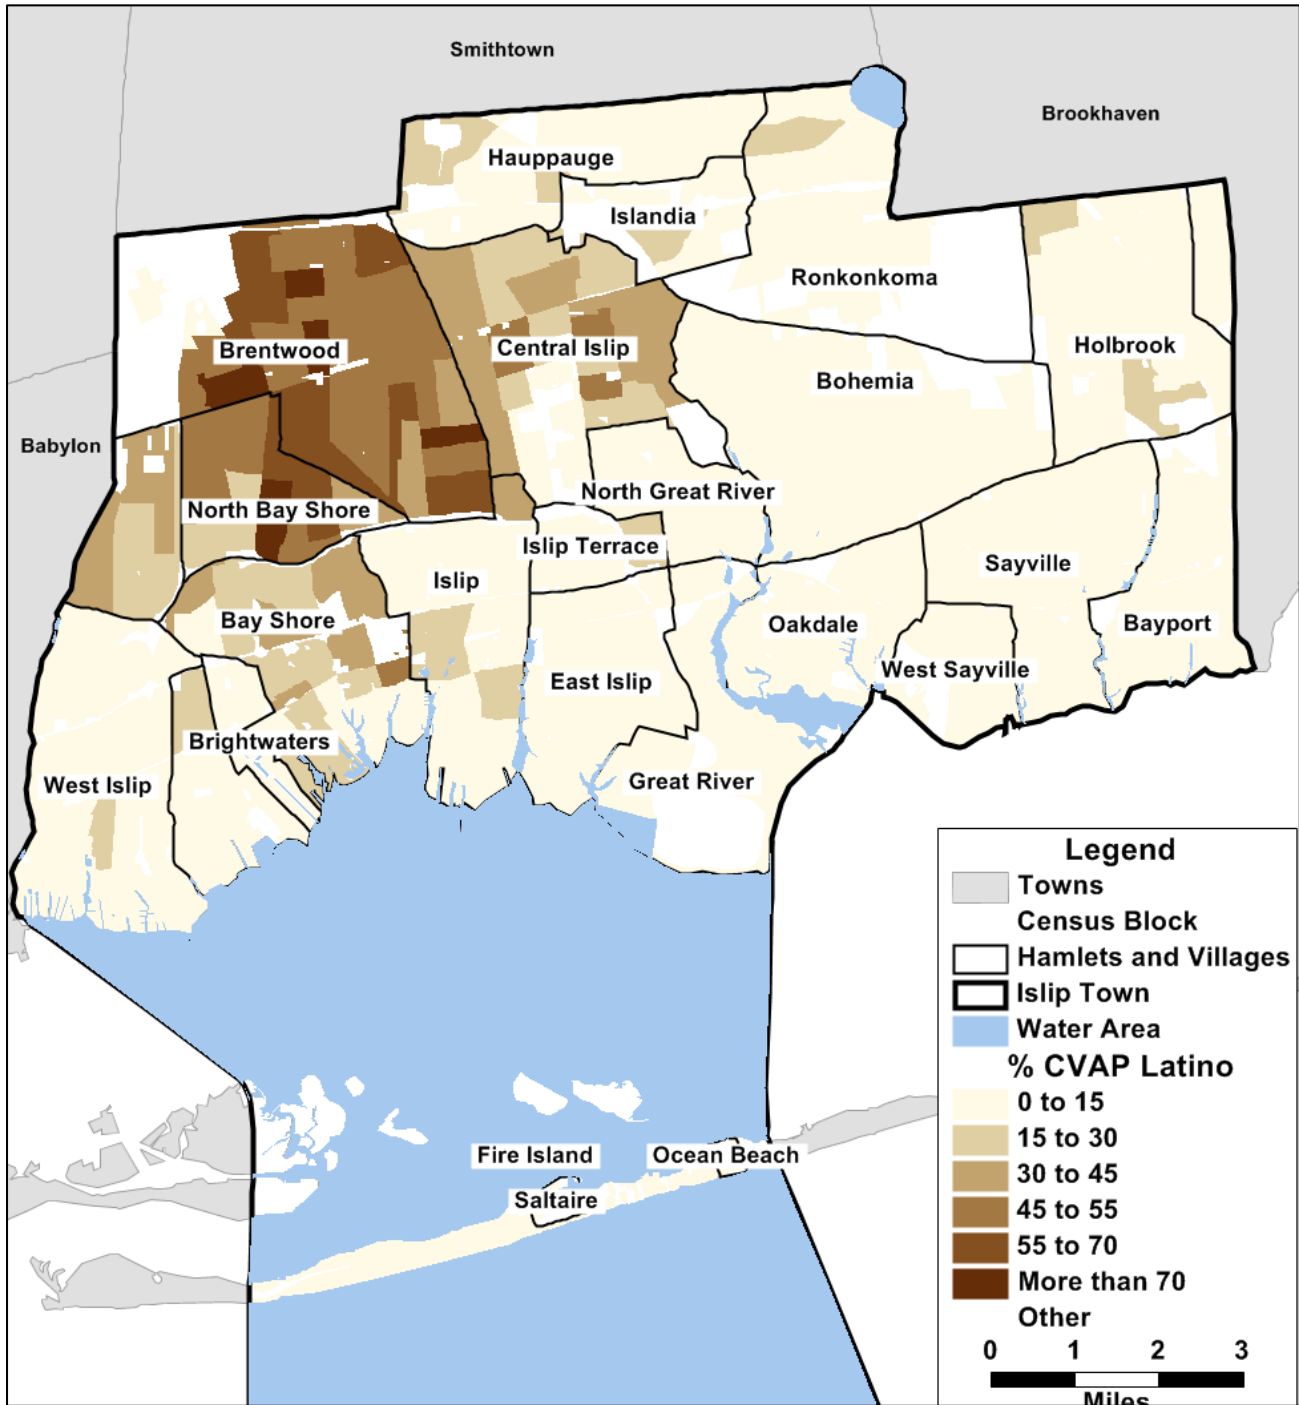 Smithtown
Brookhaven
Hauppauge
Islandia
Ronkonkoma
Brentwood
Central Islip
Holbrook
Bohemia
Babylon
North Great River
North Bay Shore
Islip Terrace
Sayville
Islip
Bay Shore
Oakdale
Bayport
West Sayville
East Islip
Brightwaters
West Islip
Great River
Fire Island
Ocean Beach
Saltaire
Legend
Towns
Census Block
Hamlets and Villages
Islip Town
Water Area
% CVAP Latino
0 to 15
15 to 30
30 to 45
45 to 55
55 to 70
More than 70
Other
0 1 2 3
Miles